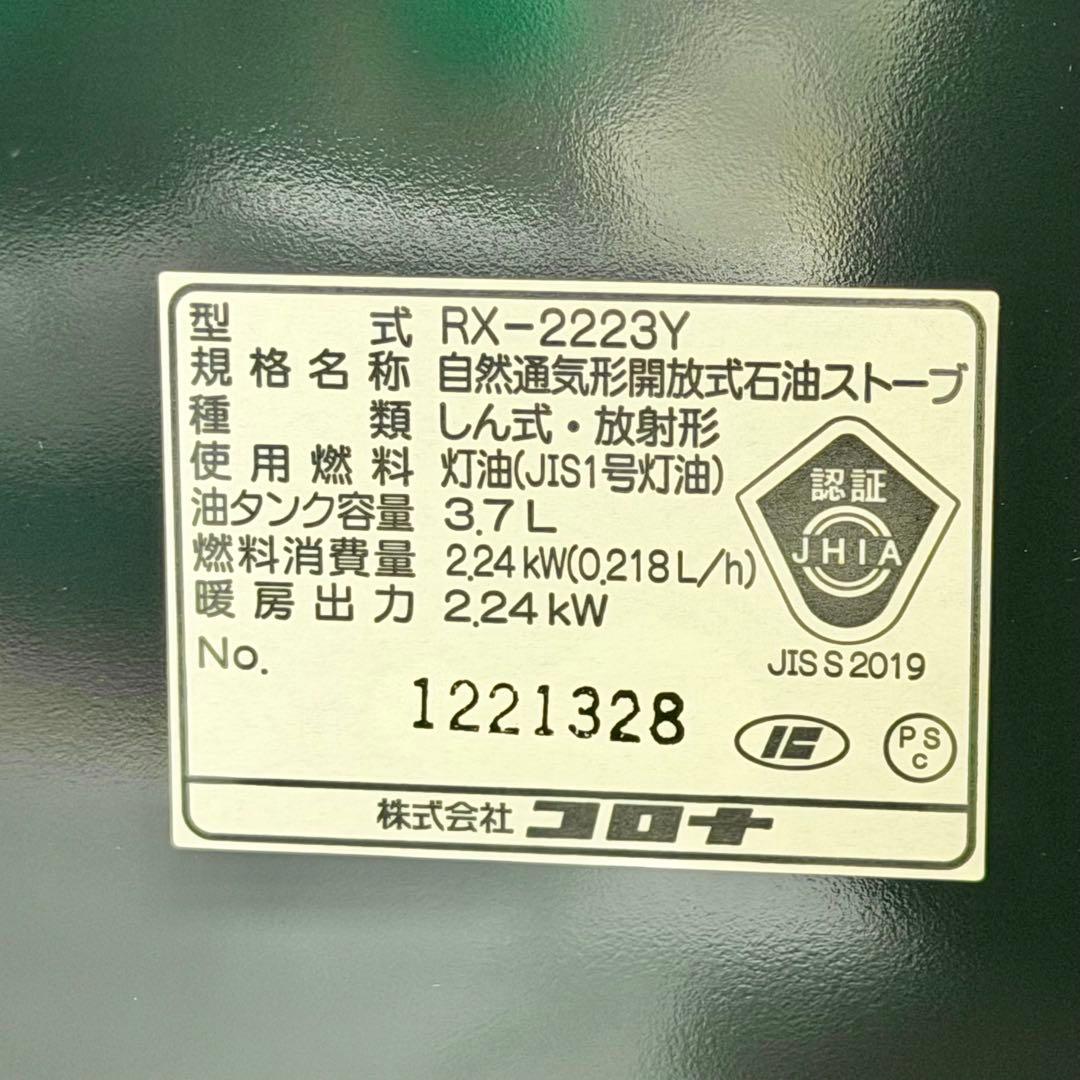 型式 RX-2223Y
規格名称 自然通気形開放式石油ストーブ
種類 しん式・放射形
使用燃料 灯油(JIS1号灯油)
油タンク容量 3.7L
燃料消費量 2.24kW(0.218L/h)
暖房出力 2.24kW
No.
1221328
認証
JHIA
JIS S 2019
PS
C
株式会社 コロナ